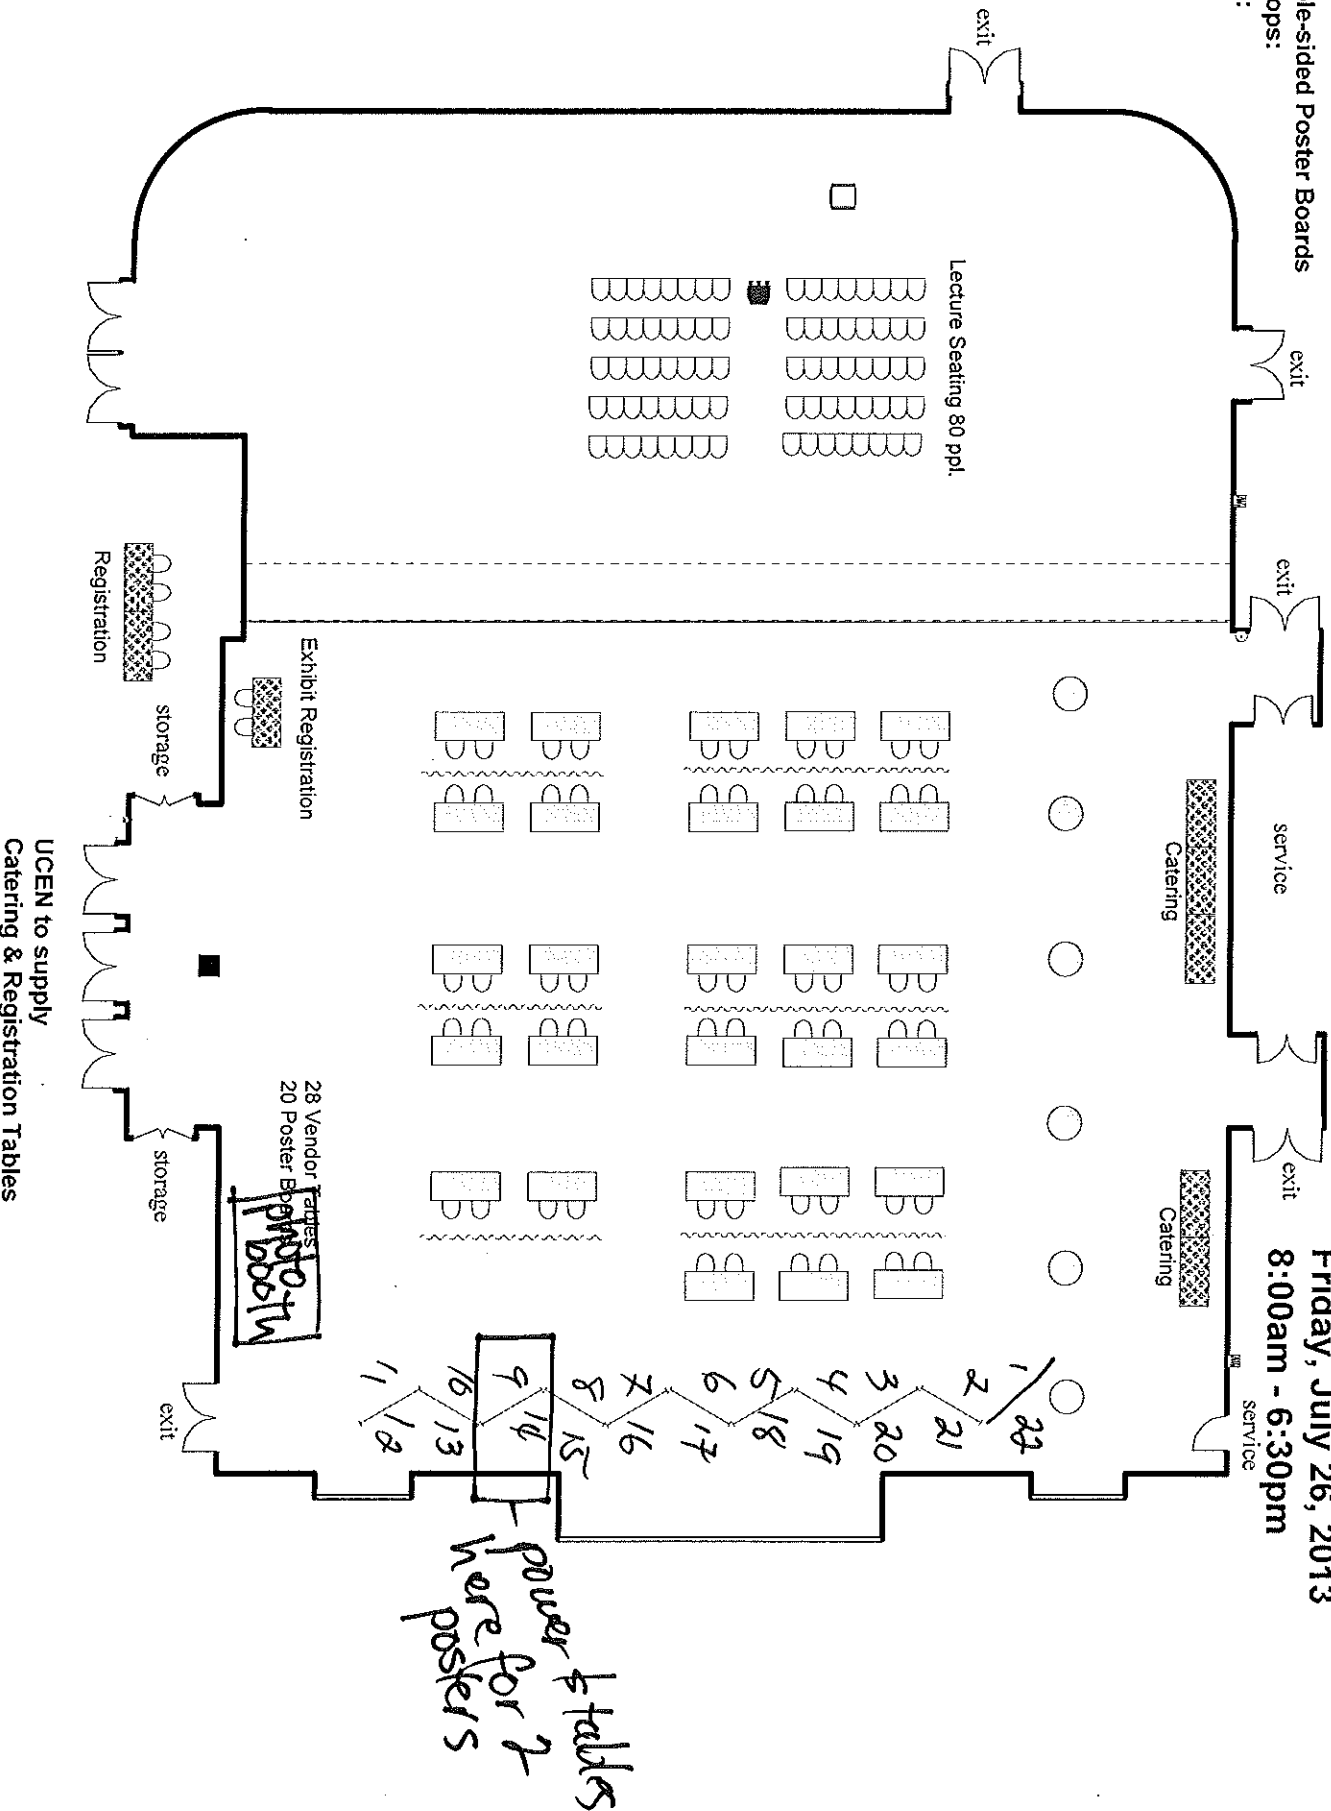 le-sided Poster Boards
ops:
:
Friday, July 26, 2013
8:00am - 6:30pm
exit
exit
exit
service
exit
service
Catering
Catering
Lecture Seating 80 ppl.
1
2
3
4
5
6
7
8
9
10
11
22
21
20
19
18
17
16
15
14
13
12
power & tables
here for 2
posters
Exhibit Registration
28 Vendor Tables
20 Poster
photo
booth
Registration
storage
storage
exit
UCEN to supply
Catering & Registration Tables